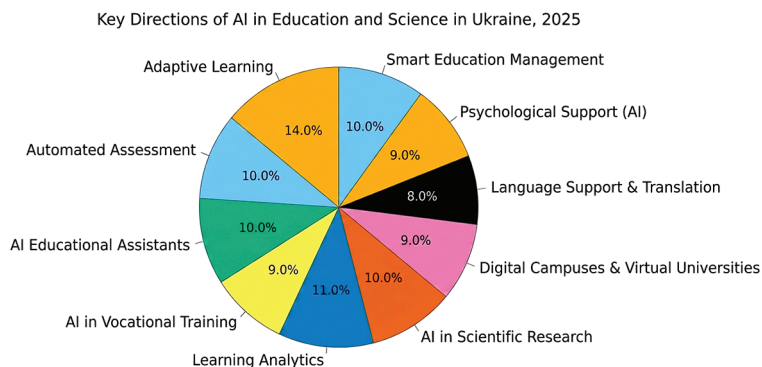 Key Directions of AI in Education and Science in Ukraine, 2025
Smart Education Management
Adaptive Learning
Psychological Support (AI)
14.0%
10.0%
Automated Assessment
9.0%
10.0%
Language Support & Translation
8.0%
10.0%
9.0%
AI Educational Assistants
Digital Campuses & Virtual Universities
9.0%
10.0%
11.0%
AI in Vocational Training
AI in Scientific Research
Learning Analytics